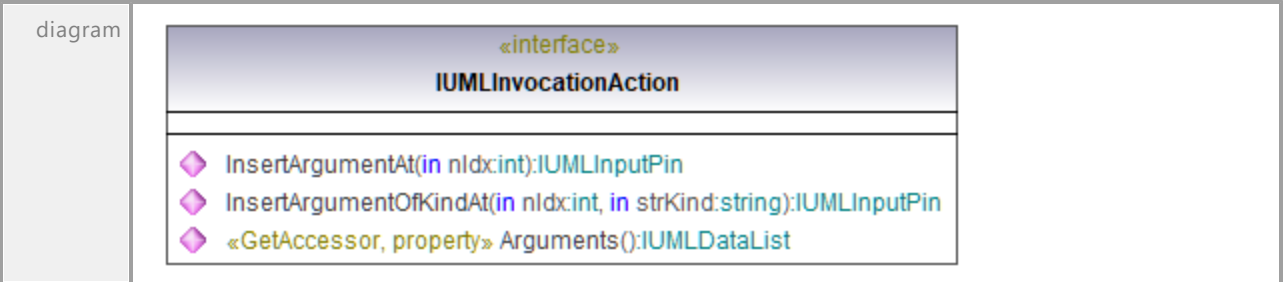 diagram
«interface»
IUMLInvocationAction
InsertArgumentAt(in nIdx:int):IUMLInputPin
InsertArgumentOfKindAt(in nIdx:int, in strKind:string):IUMLInputPin
«GetAccessor, property» Arguments():IUMLDataList